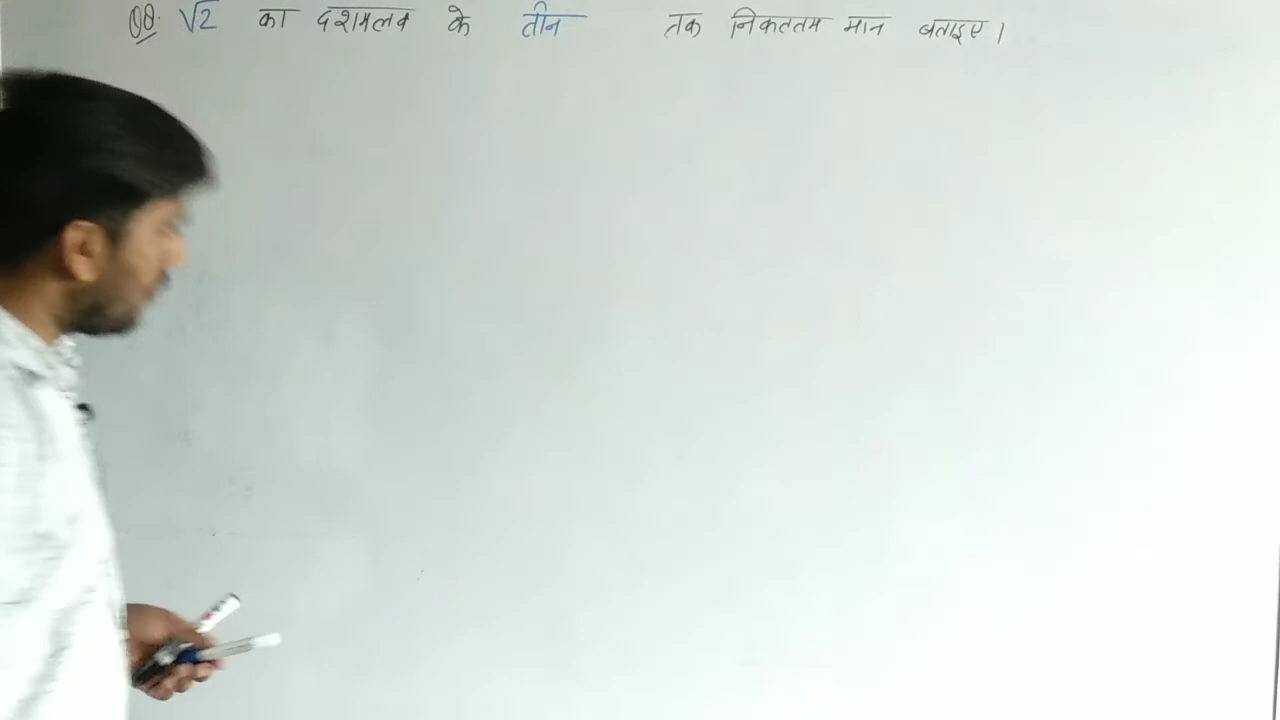 Q8. √2 का दशमलव के तीन तक निकटतम मान बताइए।